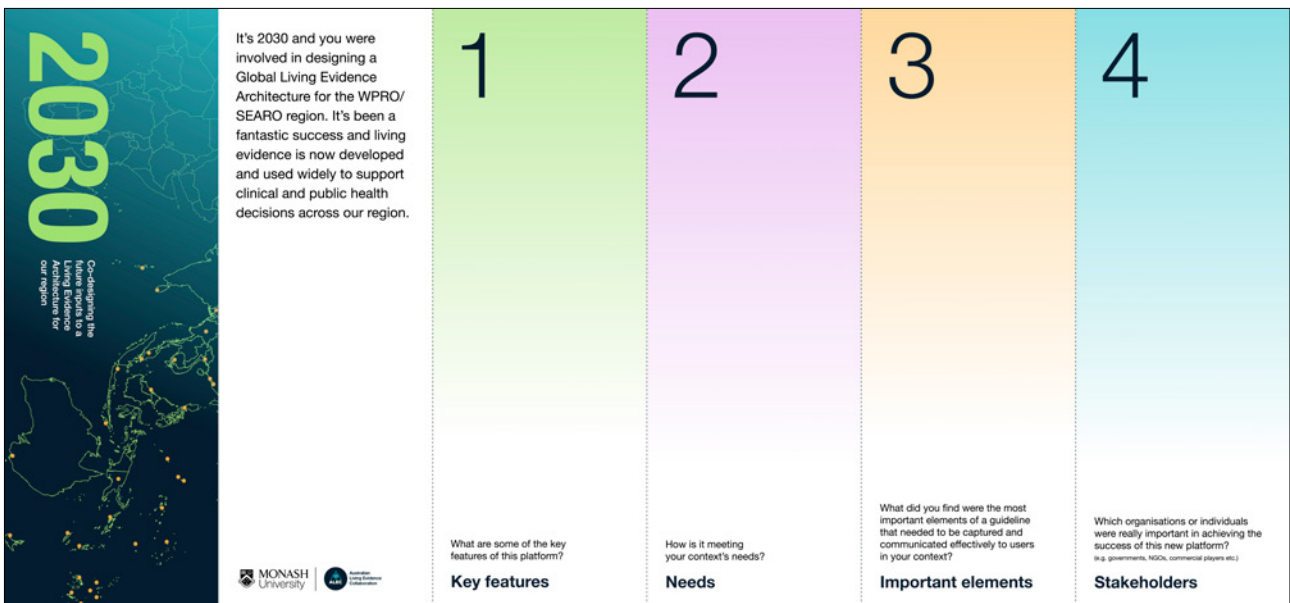 2030
Co-designing the
future inputs to a
Living Evidence
Architecture for
our region
It's 2030 and you were
involved in designing a
Global Living Evidence
Architecture for the WPRO/
SEARO region. It's been a
fantastic success and living
evidence is now developed
and used widely to support
clinical and public health
decisions across our region.
MONASH
University
ALEC
Australian
Living Evidence
Collaboration
1
What are some of the key
features of this platform?
Key features
2
How is it meeting
your context's needs?
Needs
3
What did you find were the most
important elements of a guideline
that needed to be captured and
communicated effectively to users
in your context?
Important elements
4
Which organisations or individuals
were really important in achieving the
success of this new platform?
(e.g. governments, NGOs, commercial players etc.)
Stakeholders